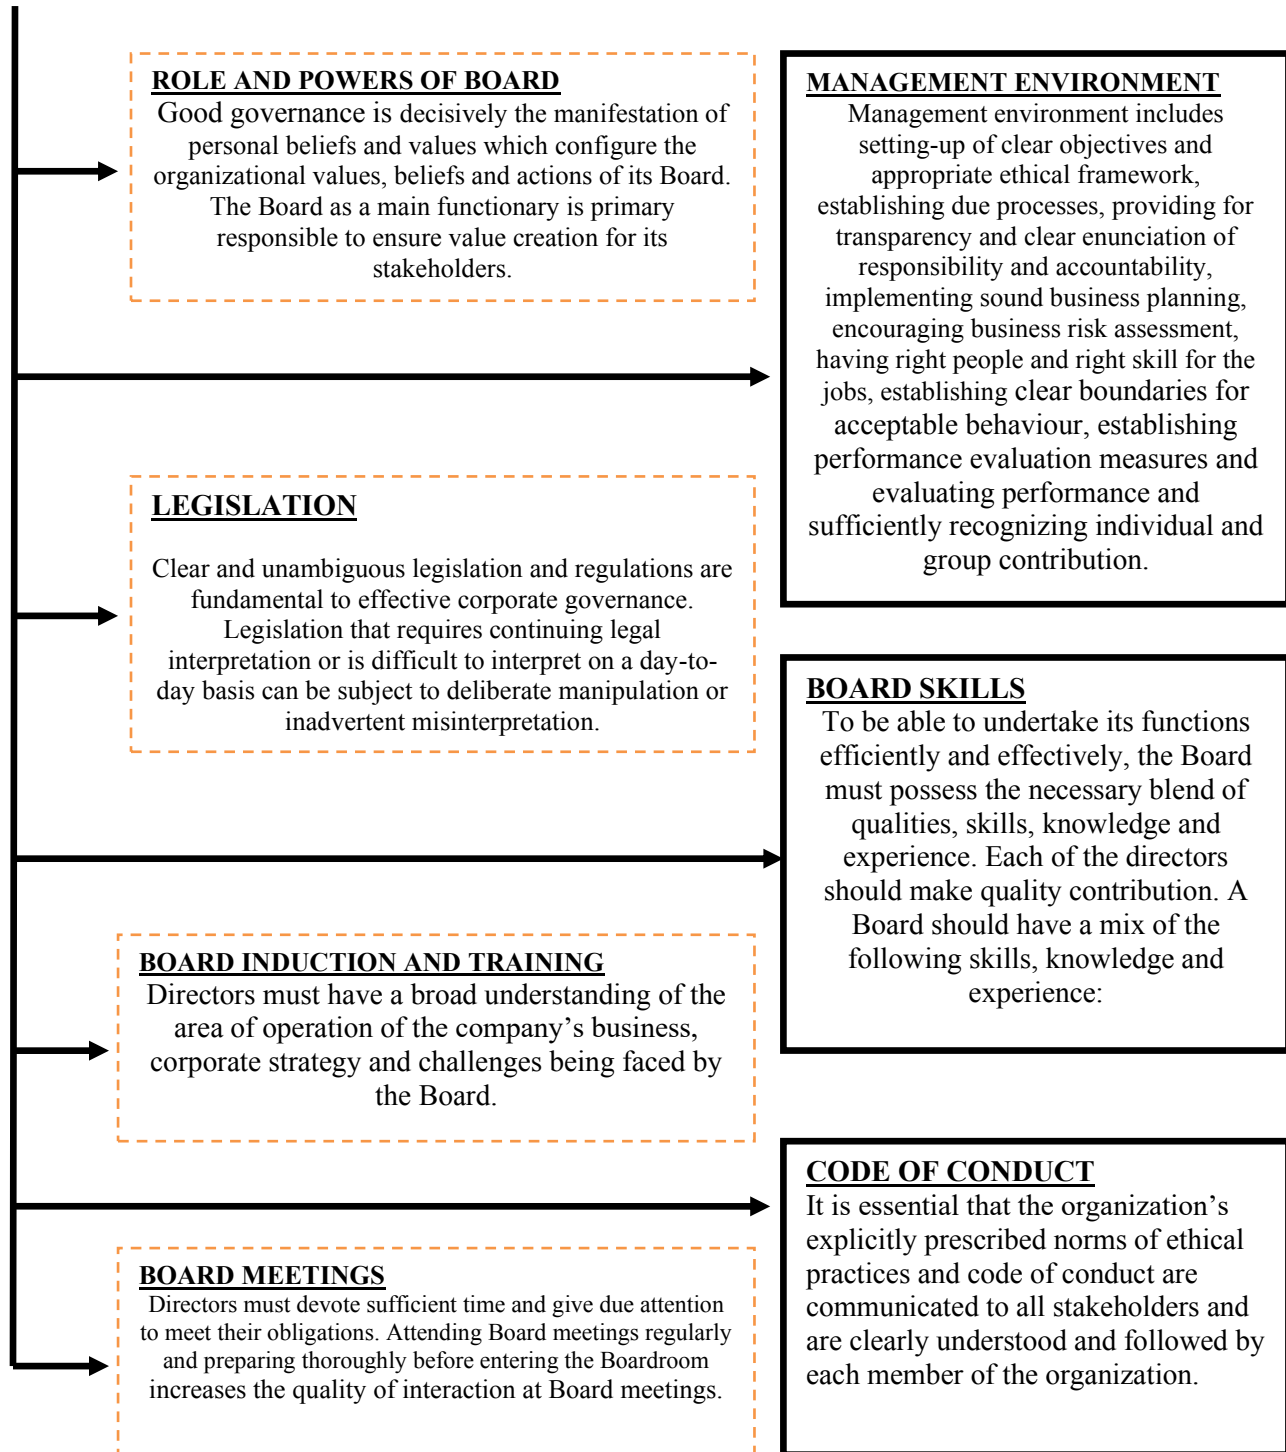 ROLE AND POWERS OF BOARD
Good governance is decisively the manifestation of
personal beliefs and values which configure the
organizational values, beliefs and actions of its Board.
The Board as a main functionary is primary
responsible to ensure value creation for its
stakeholders.
MANAGEMENT ENVIRONMENT
Management environment includes
setting-up of clear objectives and
appropriate ethical framework,
establishing due processes, providing for
transparency and clear enunciation of
responsibility and accountability,
implementing sound business planning,
encouraging business risk assessment,
having right people and right skill for the
jobs, establishing clear boundaries for
acceptable behaviour, establishing
performance evaluation measures and
evaluating performance and
sufficiently recognizing individual and
group contribution.
LEGISLATION
Clear and unambiguous legislation and regulations are
fundamental to effective corporate governance.
Legislation that requires continuing legal
interpretation or is difficult to interpret on a day-to-
day basis can be subject to deliberate manipulation or
inadvertent misinterpretation.
BOARD SKILLS
To be able to undertake its functions
efficiently and effectively, the Board
must possess the necessary blend of
qualities, skills, knowledge and
experience. Each of the directors
should make quality contribution. A
Board should have a mix of the
following skills, knowledge and
experience:
BOARD INDUCTION AND TRAINING
Directors must have a broad understanding of the
area of operation of the company’s business,
corporate strategy and challenges being faced by
the Board.
CODE OF CONDUCT
It is essential that the organization’s
explicitly prescribed norms of ethical
practices and code of conduct are
communicated to all stakeholders and
are clearly understood and followed by
each member of the organization.
BOARD MEETINGS
Directors must devote sufficient time and give due attention
to meet their obligations. Attending Board meetings regularly
and preparing thoroughly before entering the Boardroom
increases the quality of interaction at Board meetings.